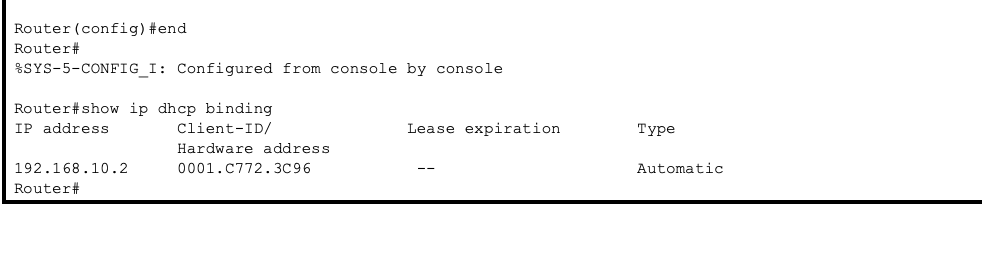 Router(config)#end
Router#
%SYS-5-CONFIG_I: Configured from console by console
Router#show ip dhcp binding
IP address       Client-ID/              Lease expiration        Type
                 Hardware address
192.168.10.2     0001.C772.3C96           --                     Automatic
Router#